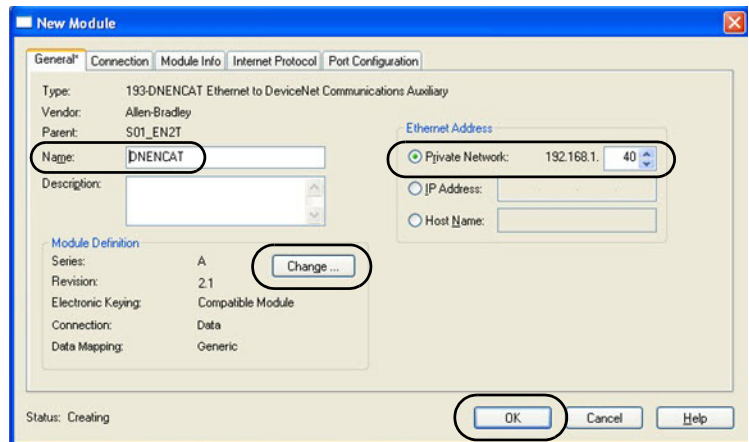 New Module
General* Connection Module Info Internet Protocol Port Configuration
Type: 193-DNENCAT Ethernet to DeviceNet Communications Auxiliary
Vendor: Allen-Bradley
Parent: S01_EN2T
Name: DNENCAT
Description:
Ethernet Address
Private Network: 192.168.1. 40
IP Address:
Host Name:
Module Definition
Series: A
Change ...
Revision: 2.1
Electronic Keying: Compatible Module
Connection: Data
Data Mapping: Generic
Status: Creating
OK Cancel Help